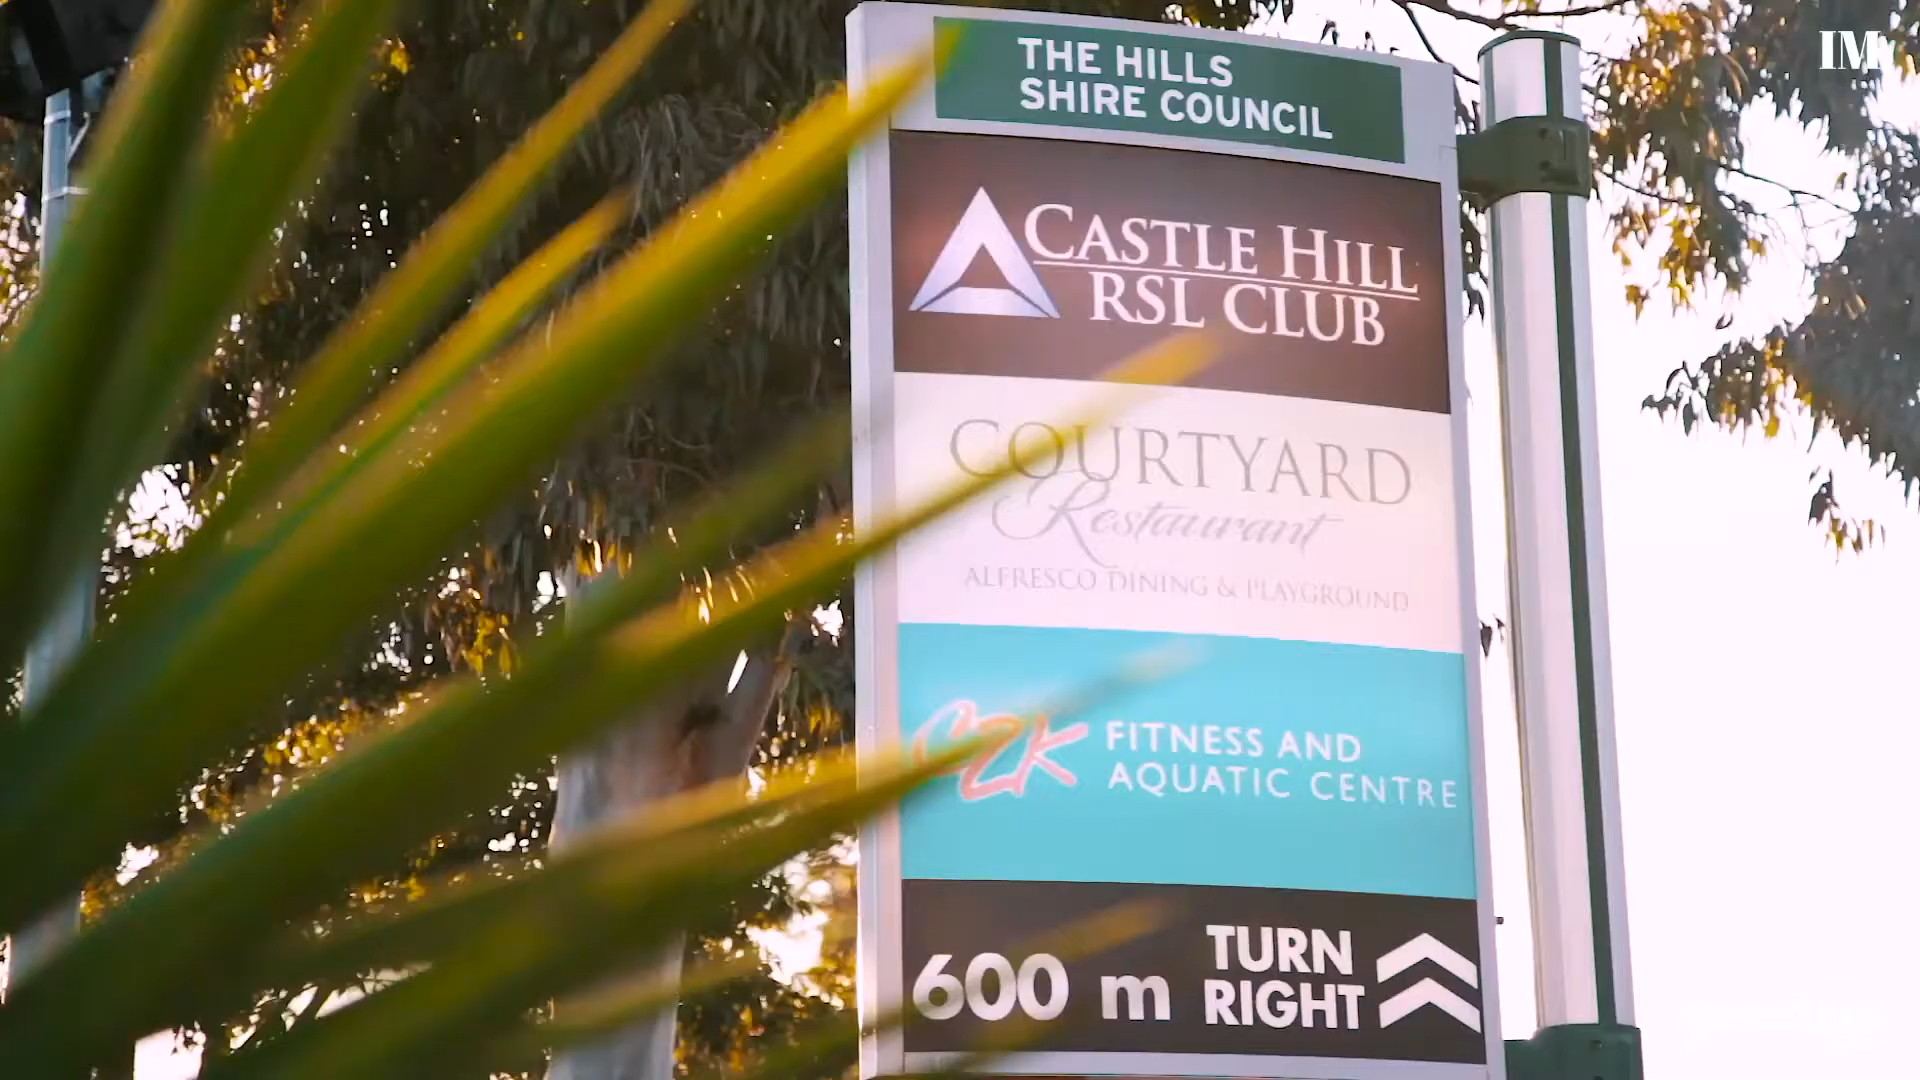 IM
THE HILLS
SHIRE COUNCIL
CASTLE HILL
RSL CLUB
COURTYARD
Restaurant
ALFRESCO DINING & PLAYGROUND
C2K FITNESS AND
AQUATIC CENTRE
600 m TURN
RIGHT